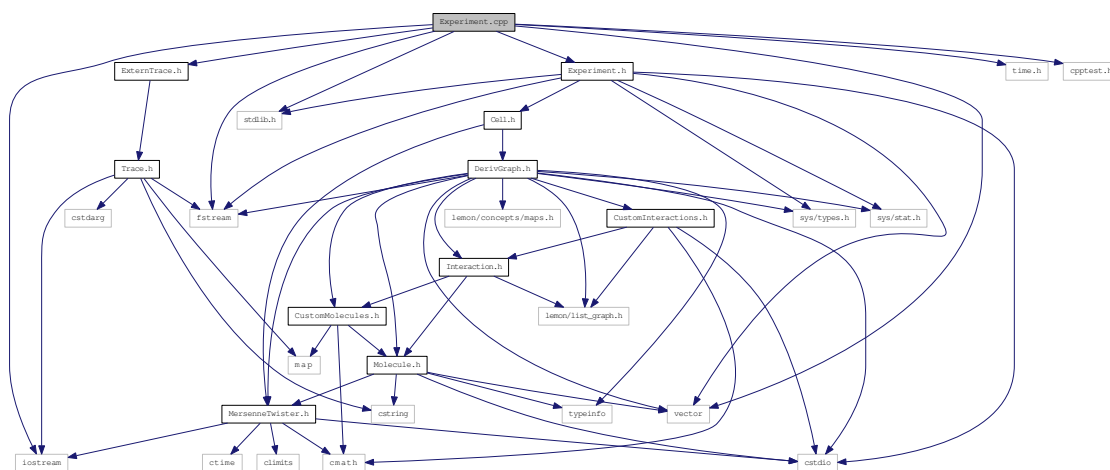 Experiment.cpp
ExternTrace.h
Experiment.h
time.h
cpptest.h
stdlib.h
Cell.h
Trace.h
DerivGraph.h
cstdarg
fstream
lemon/concepts/maps.h
CustomInteractions.h
sys/types.h
sys/stat.h
Interaction.h
CustomMolecules.h
lemon/list_graph.h
map
Molecule.h
MersenneTwister.h
cstring
typeinfo
vector
iostream
ctime
climits
cmath
cstdio